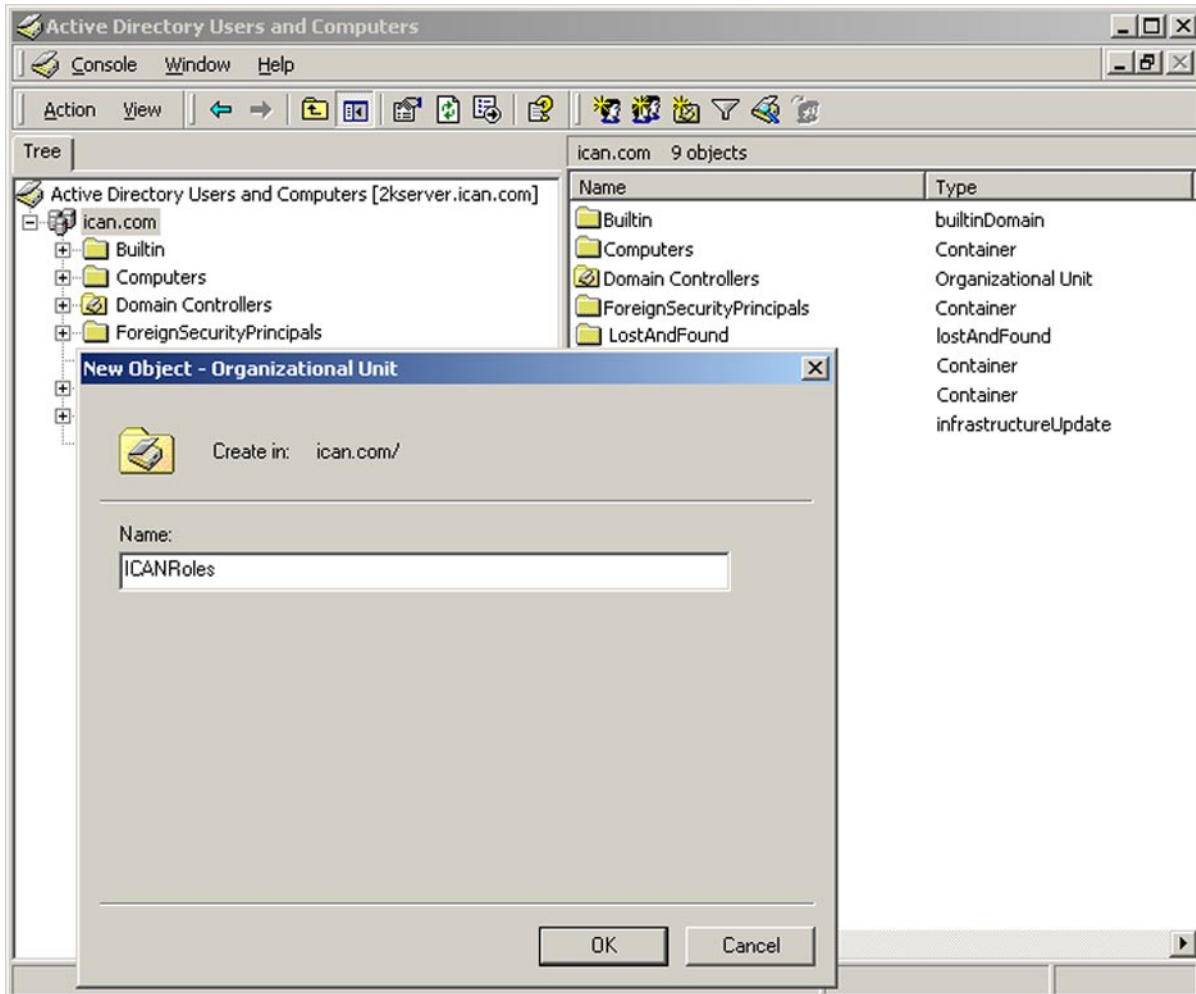 Active Directory Users and Computers
Console Window Help
Action View
Tree
ican.com 9 objects
Active Directory Users and Computers [2kserver.ican.com]
ican.com
Builtin
Computers
Domain Controllers
ForeignSecurityPrincipals
Name Type
Builtin builtinDomain
Computers Container
Domain Controllers Organizational Unit
ForeignSecurityPrincipals Container
LostAndFound lostAndFound
Container
Container
infrastructureUpdate
New Object - Organizational Unit
Create in: ican.com/
Name:
ICANRoles
OK Cancel